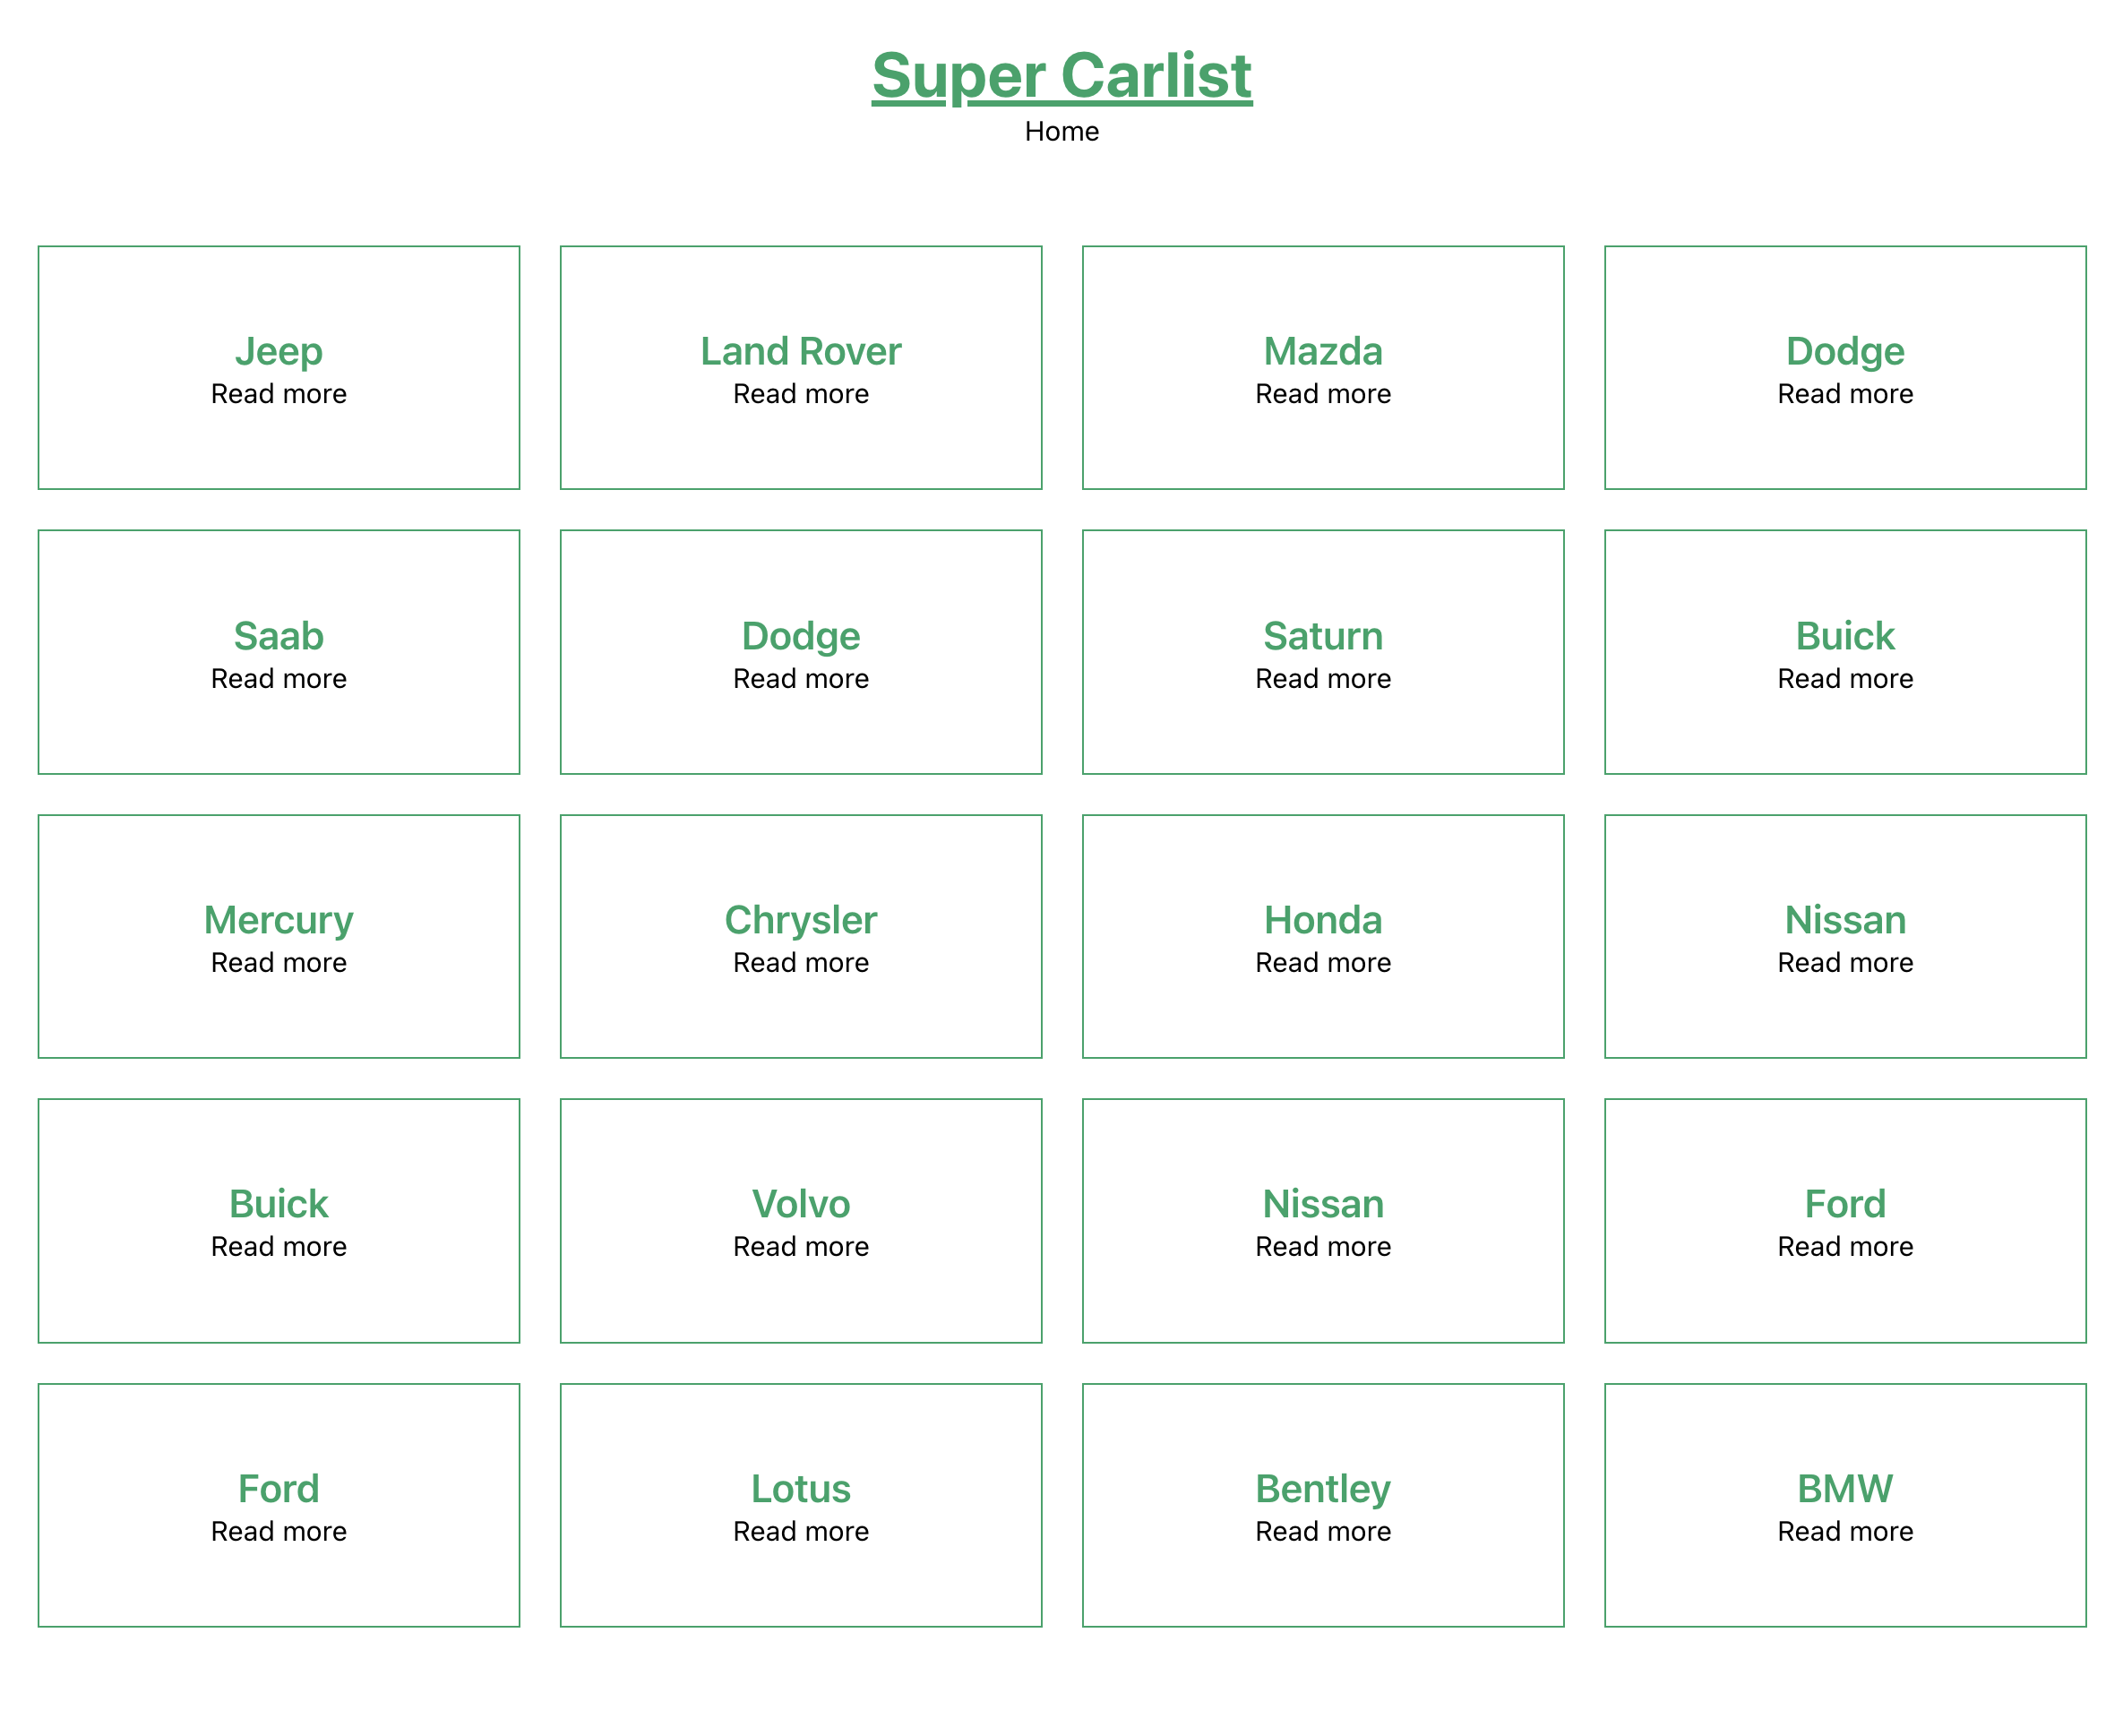 Super Carlist
Home
Jeep
Read more
Land Rover
Read more
Mazda
Read more
Dodge
Read more
Saab
Read more
Dodge
Read more
Saturn
Read more
Buick
Read more
Mercury
Read more
Chrysler
Read more
Honda
Read more
Nissan
Read more
Buick
Read more
Volvo
Read more
Nissan
Read more
Ford
Read more
Ford
Read more
Lotus
Read more
Bentley
Read more
BMW
Read more